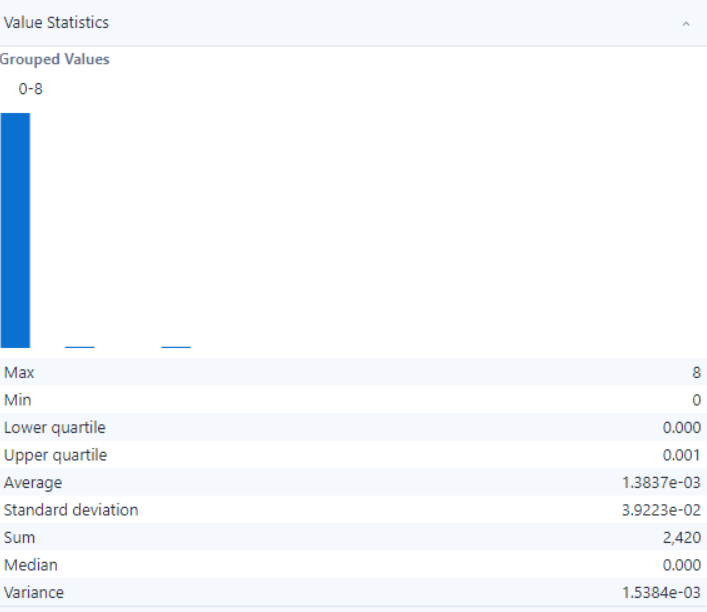 Value Statistics
Grouped Values
0-8
Max 8
Min 0
Lower quartile 0.000
Upper quartile 0.001
Average 1.3837e-03
Standard deviation 3.9223e-02
Sum 2,420
Median 0.000
Variance 1.5384e-03